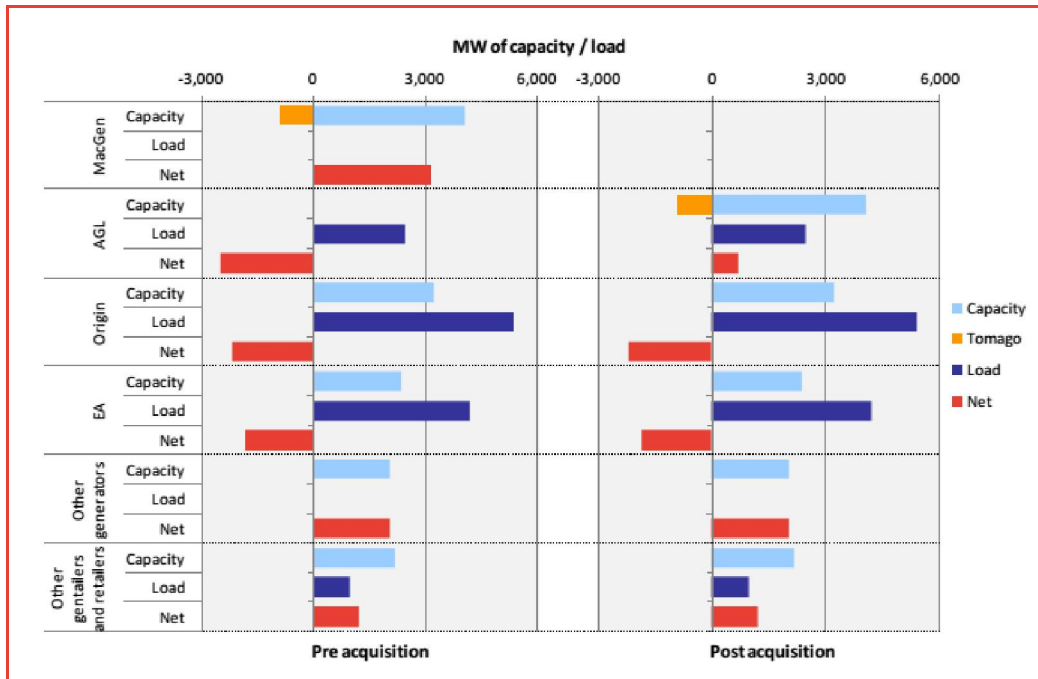 MW of capacity / load
-3,000 0 3,000 6,000 -3,000 0 3,000 6,000
MacGen
Capacity
Load
Net
AGL
Capacity
Load
Net
Origin
Capacity
Load
Net
EA
Capacity
Load
Net
Other
generators
Capacity
Load
Net
Other
gentailers
and retailers
Capacity
Load
Net
Capacity
Tomago
Load
Net
Pre acquisition
Post acquisition